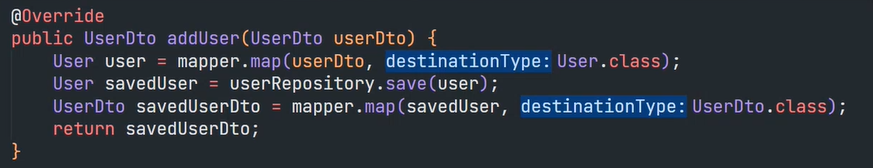 @Override
public UserDto addUser(UserDto userDto) {
    User user = mapper.map(userDto, destinationType: User.class);
    User savedUser = userRepository.save(user);
    UserDto savedUserDto = mapper.map(savedUser, destinationType: UserDto.class);
    return savedUserDto;
}